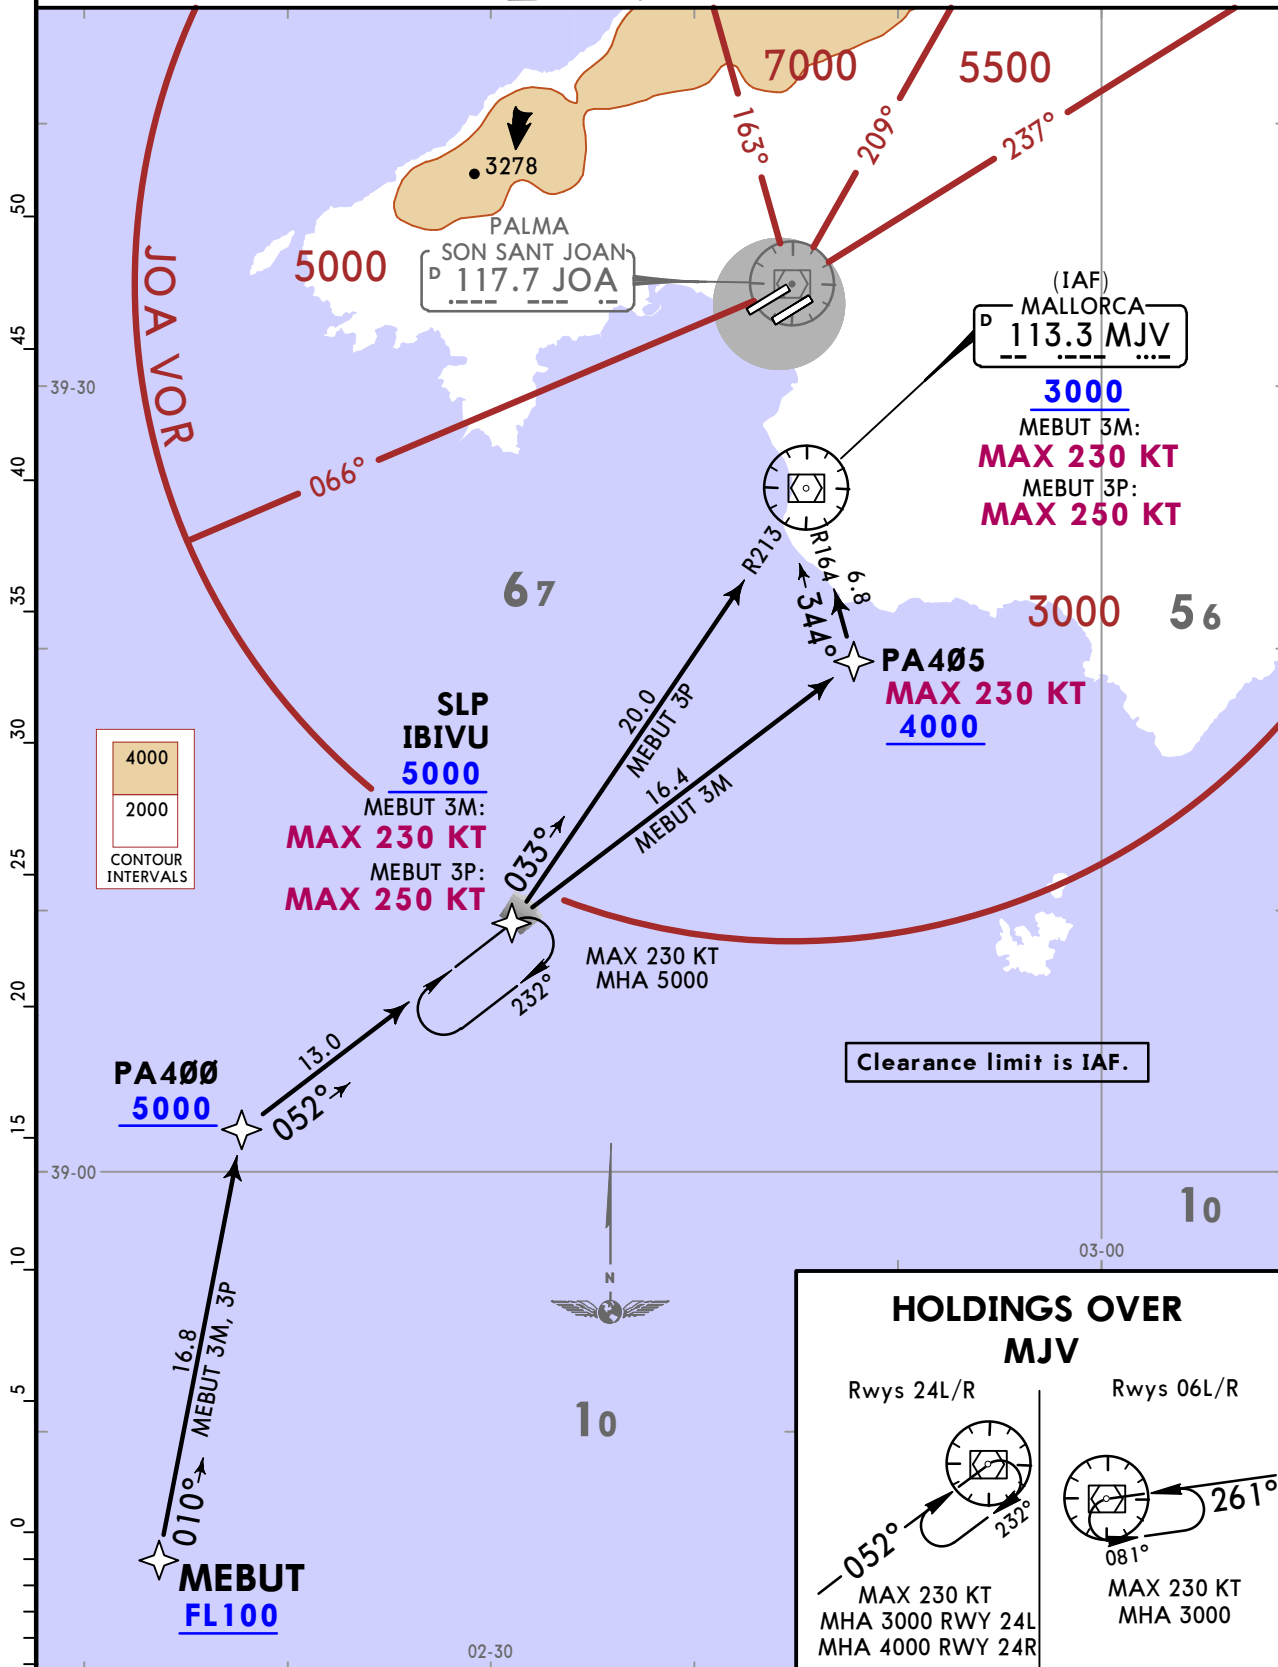 7000
5500
163°
209°
237°
3278
50
PALMA
SON SANT JOAN
D 117.7 JOA
5000
JOA VOR
(IAF)
MALLORCA
D 113.3 MJV
3000
MEBUT 3M:
MAX 230 KT
MEBUT 3P:
MAX 250 KT
45
39-30
40
066°
R213
R164
6.8
67
35
344°
3000
56
PA4ØØ5
MAX 230 KT
4000
SLP
IBIVU
5000
MEBUT 3M:
MAX 230 KT
MEBUT 3P:
MAX 250 KT
20.0
MEBUT 3P
16.4
MEBUT 3M
30
4000
2000
CONTOUR
INTERVALS
033°
25
MAX 230 KT
MHA 5000
232°
20
13.0
Clearance limit is IAF.
PA4ØØ
5000
052°
15
39-00
10
10
03-00
N
16.8
MEBUT 3M, 3P
5
10
010°
0
MEBUT
FL100
02-30
HOLDINGS OVER
MJV
Rwys 24L/R
052°
232°
MAX 230 KT
MHA 3000 RWY 24L
MHA 4000 RWY 24R
Rwys 06L/R
261°
081°
MAX 230 KT
MHA 3000